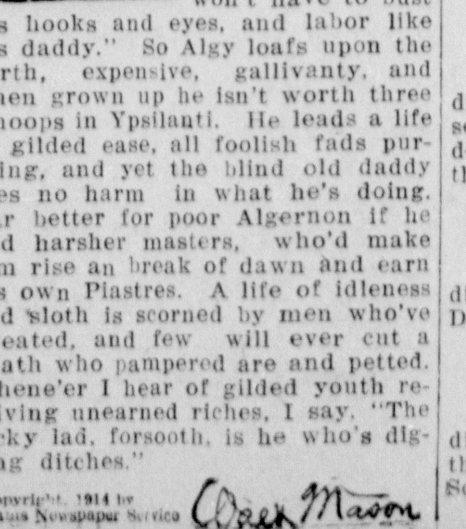 won't have to bust
s hooks and eyes, and labor like
s daddy." So Algy loafs upon the
rth, expensive, gallivanty, and
hen grown up he isn't worth three
hoops in Ypsilanti. He leads a life
gilded ease, all foolish fads pur-
ing, and yet the blind old daddy
es no harm in what he's doing.
r better for poor Algernon if he
d harsher masters, who'd make
m rise an break of dawn and earn
s own Piastres. A life of idleness
d sloth is scorned by men who've
eated, and few will ever cut a
ath who pampered are and petted.
hene'er I hear of gilded youth re-
iving unearned riches, I say, "The
cky lad, forsooth, is he who's dig-
ng ditches."
opyright, 1914 by
Newspaper Service
Mason